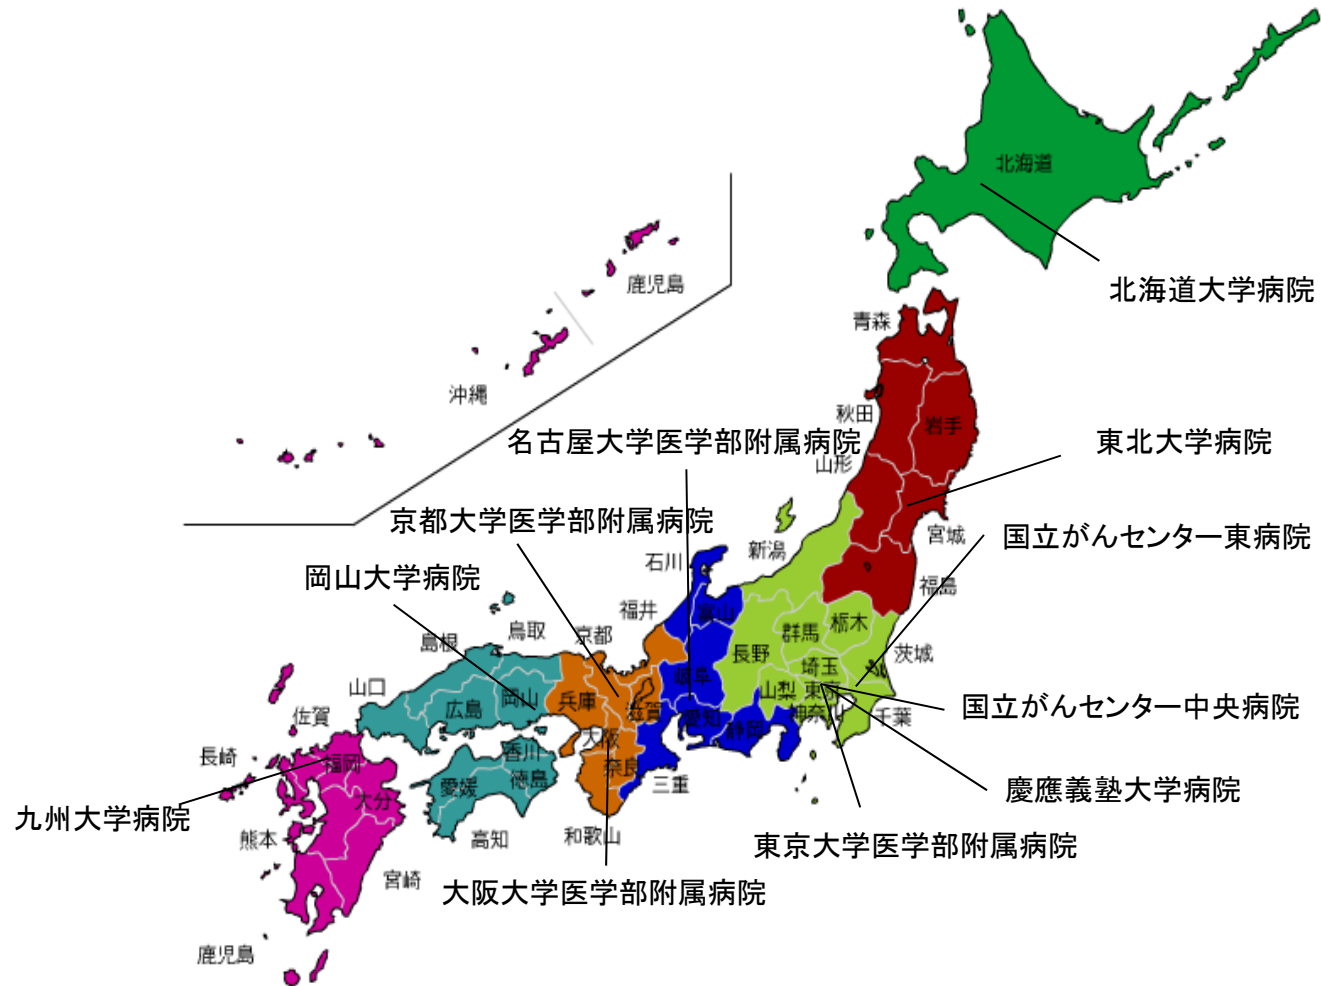 北海道
鹿児島
北海道大学病院
青森
沖縄
秋田
岩手
名古屋大学医学部附属病院
東北大学病院
山形
京都大学医学部附属病院
宮城
国立がんセンター東病院
新潟
石川
岡山大学病院
福島
福井
富山
鳥取
京都
群馬
栃木
島根
長野
茨城
埼玉
岐阜
山口
兵庫
岡山
山梨
東京
広島
滋賀
神奈川
国立がんセンター中央病院
佐賀
愛知
千葉
静岡
大阪
長崎
福岡
香川
奈良
徳島
三重
愛媛
慶應義塾大学病院
大分
九州大学病院
熊本
高知
和歌山
東京大学医学部附属病院
宮崎
大阪大学医学部附属病院
鹿児島